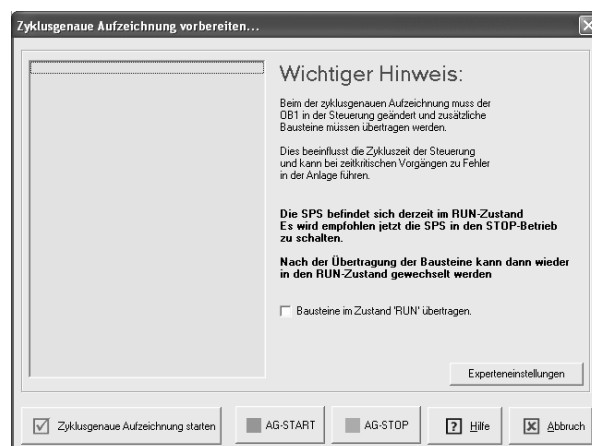 Zyklusgenaue Aufzeichnung vorbereiten...
Wichtiger Hinweis:
Beim der zyklusgenauen Aufzeichnung muss der
OB1 in der Steuerung geändert und zusätzliche
Bausteine müssen übertragen werden.
Dies beeinflusst die Zykluszeit der Steuerung
und kann bei zeitkritischen Vorgängen zu Fehler
in der Anlage führen.
Die SPS befindet sich derzeit im RUN-Zustand
Es wird empfohlen jetzt die SPS in den STOP-Betrieb
zu schalten.
Nach der Übertragung der Bausteine kann dann wieder
in den RUN-Zustand gewechselt werden
Bausteine im Zustand 'RUN' übertragen.
Experteneinstellungen
Zyklusgenaue Aufzeichnung starten
AG-START
AG-STOP
Hilfe
Abbruch